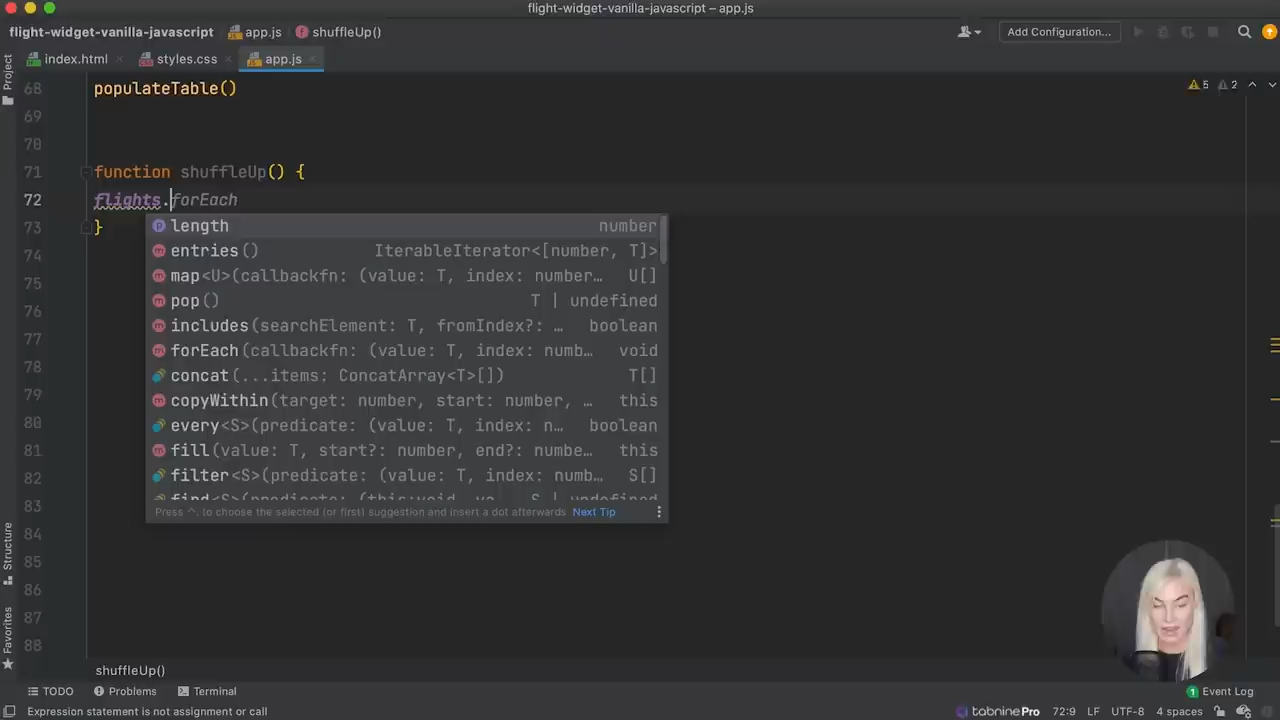 flight-widget-vanilla-javascript – app.js
flight-widget-vanilla-javascript app.js shuffleUp() Add Configuration...
index.html styles.css app.js
Project
68 populateTable() 5 2
69
70
71 function shuffleUp() {
72 flights.forEach
73 }
length number
entries() IterableIterator<[number, T]>
map<U>(callbackfn: (value: T, index: number… U[]
pop() T | undefined
includes(searchElement: T, fromIndex?: … boolean
forEach(callbackfn: (value: T, index: numb… void
concat(...items: ConcatArray<T>[]) T[]
copyWithin(target: number, start: number, … this
every<S>(predicate: (value: T, index: n… boolean
fill(value: T, start?: number, end?: numbe… this
filter<S>(predicate: (value: T, index: numb… S[]
find<S>(predicate: (this:void, va… S | undefined
Press ^. to choose the selected (or first) suggestion and insert a dot afterwards Next Tip
74
75
76
77
78
79
80
81
82
83
84
85
86
87
88
Structure
Favorites
shuffleUp()
TODO Problems Terminal 1 Event Log
Expression statement is not assignment or call tabninePro 72:9 LF UTF-8 4 spaces